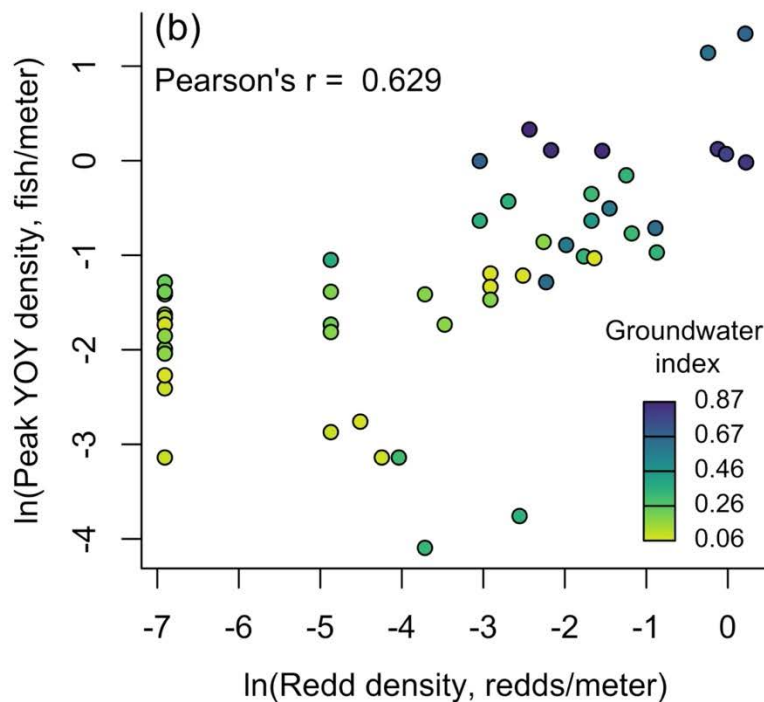 (b)
Pearson's r = 0.629
ln(Peak YOY density, fish/meter)
1
0
-1
-2
-3
-4
Groundwater
index
0.87
0.67
0.46
0.26
0.06
-7 -6 -5 -4 -3 -2 -1 0
ln(Redd density, redds/meter)